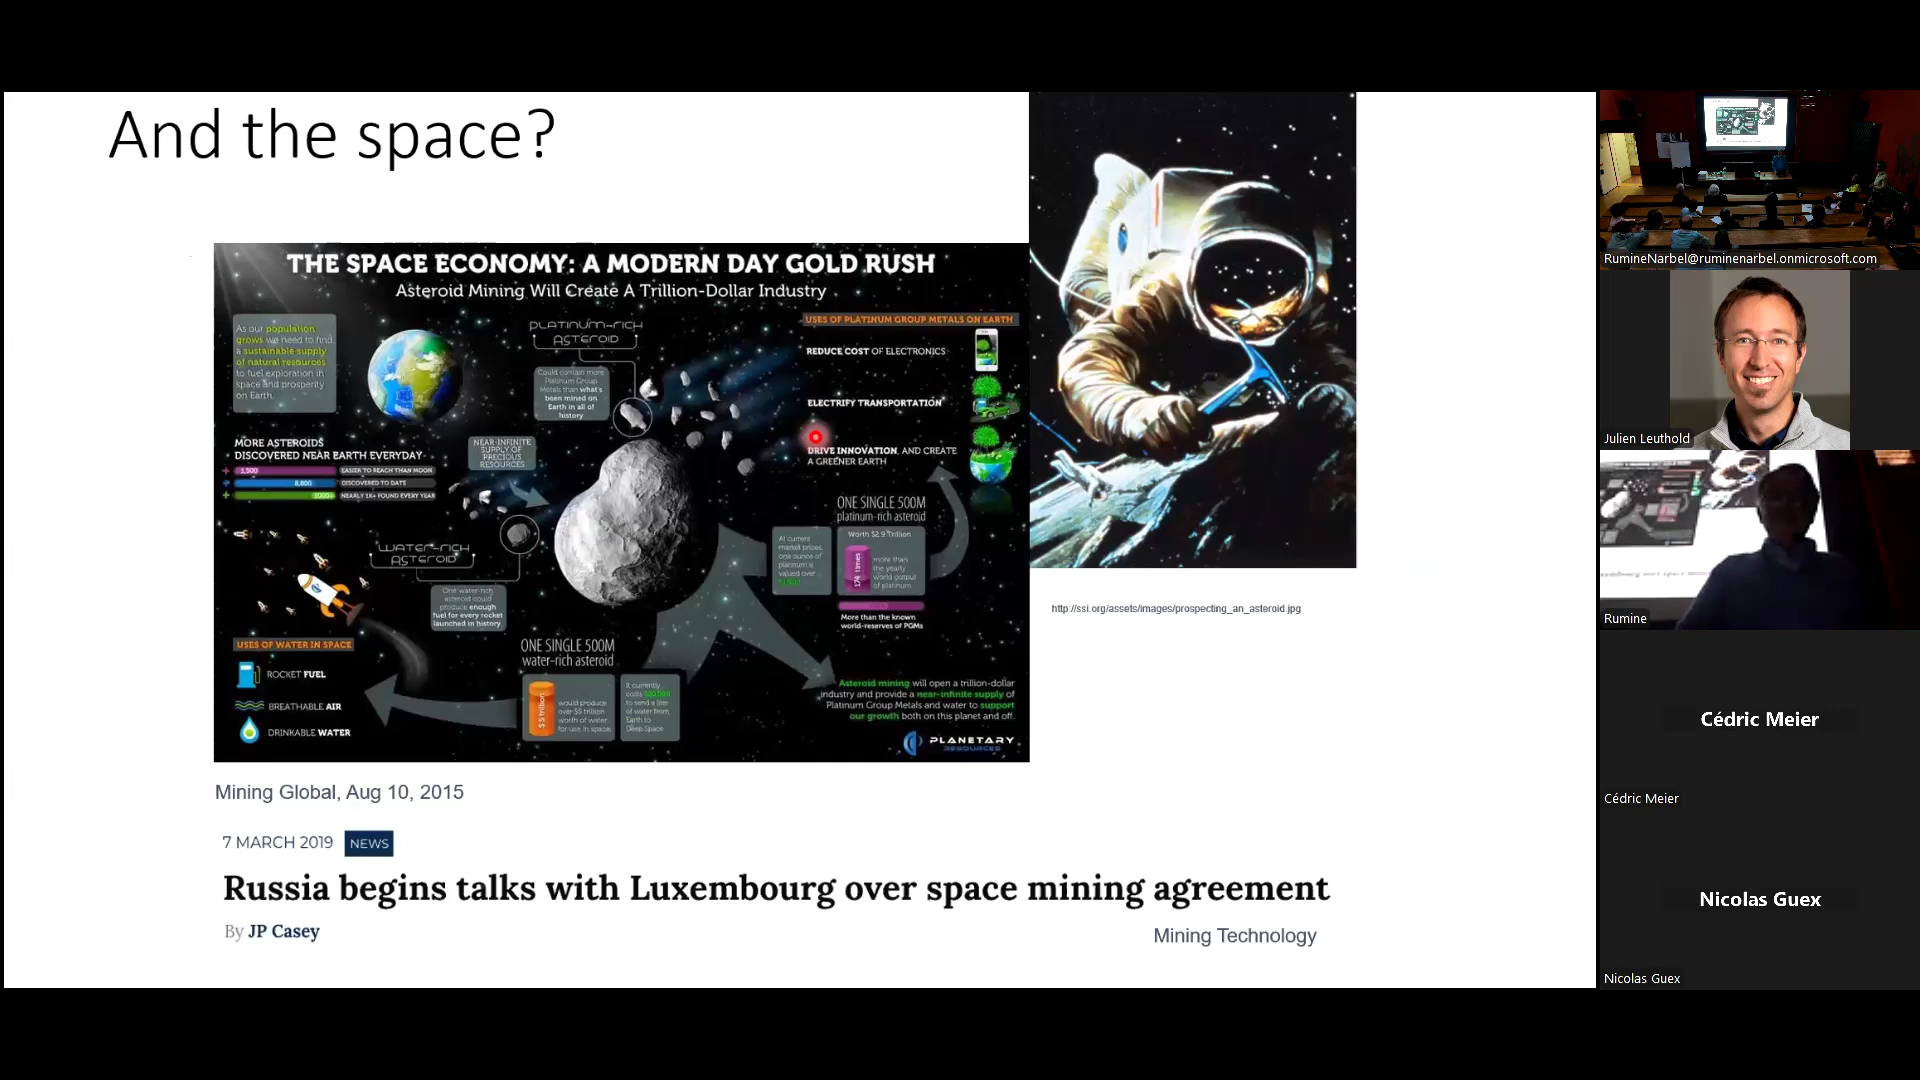 And the space?
THE SPACE ECONOMY: A MODERN DAY GOLD RUSH
Asteroid Mining Will Create A Trillion-Dollar Industry
As our population
grows we need to find
a sustainable supply
of natural resources
to fuel exploration in
space and prosperity
on Earth.
PLATINUM-RICH
ASTEROID
Could contain more
Platinum Group
Metals than what's
been mined on
Earth in all of
history
USES OF PLATINUM GROUP METALS ON EARTH
REDUCE COST OF ELECTRONICS
ELECTRIFY TRANSPORTATION
DRIVE INNOVATION, AND CREATE
A GREENER EARTH
MORE ASTEROIDS
DISCOVERED NEAR EARTH EVERYDAY
1,500 EASIER TO REACH THAN MOON
8,800 DISCOVERED TO DATE
1000+ NEARLY 1K+ FOUND EVERY YEAR
NEAR-INFINITE
SUPPLY OF
PRECIOUS
RESOURCES
WATER-RICH
ASTEROID
One water-rich
asteroid could
produce enough
fuel for every rocket
launched in history.
ONE SINGLE 500M
platinum-rich asteroid
At current
market prices,
one ounce of
platinum is
valued over
Worth $2.9 Trillion
174 times
more than
the yearly
world output
of platinum.
More than the known
world-reserves of PGMs
USES OF WATER IN SPACE
ROCKET FUEL
BREATHABLE AIR
DRINKABLE WATER
ONE SINGLE 500M
water-rich asteroid
$5 trillion
would produce
over $5 trillion
worth of water
for use in space
It currently
costs
to send a liter
of water from
Earth to
Deep Space
Asteroid mining will open a trillion-dollar
industry and provide a near-infinite supply of
Platinum Group Metals and water to support
our growth both on this planet and off.
PLANETARY
RESOURCES
http://ssi.org/assets/images/prospecting_an_asteroid.jpg
Mining Global, Aug 10, 2015
7 MARCH 2019 NEWS
Russia begins talks with Luxembourg over space mining agreement
By JP Casey
Mining Technology
RumineNarbel@ruminenarbel.onmicrosoft.com
Julien Leuthold
Rumine
Cédric Meier
Cédric Meier
Nicolas Guex
Nicolas Guex